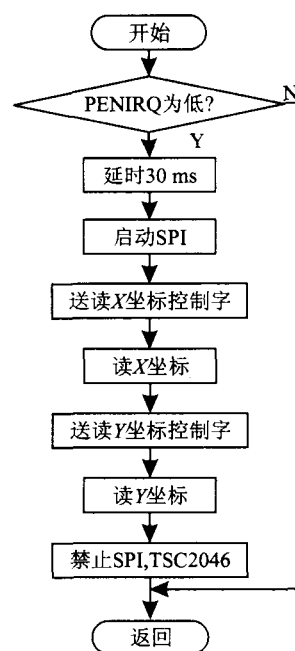 开始
PENIRQ为低?
N
Y
延时30 ms
启动SPI
送读X坐标控制字
读X坐标
送读Y坐标控制字
读Y坐标
禁止SPI,TSC2046
返回